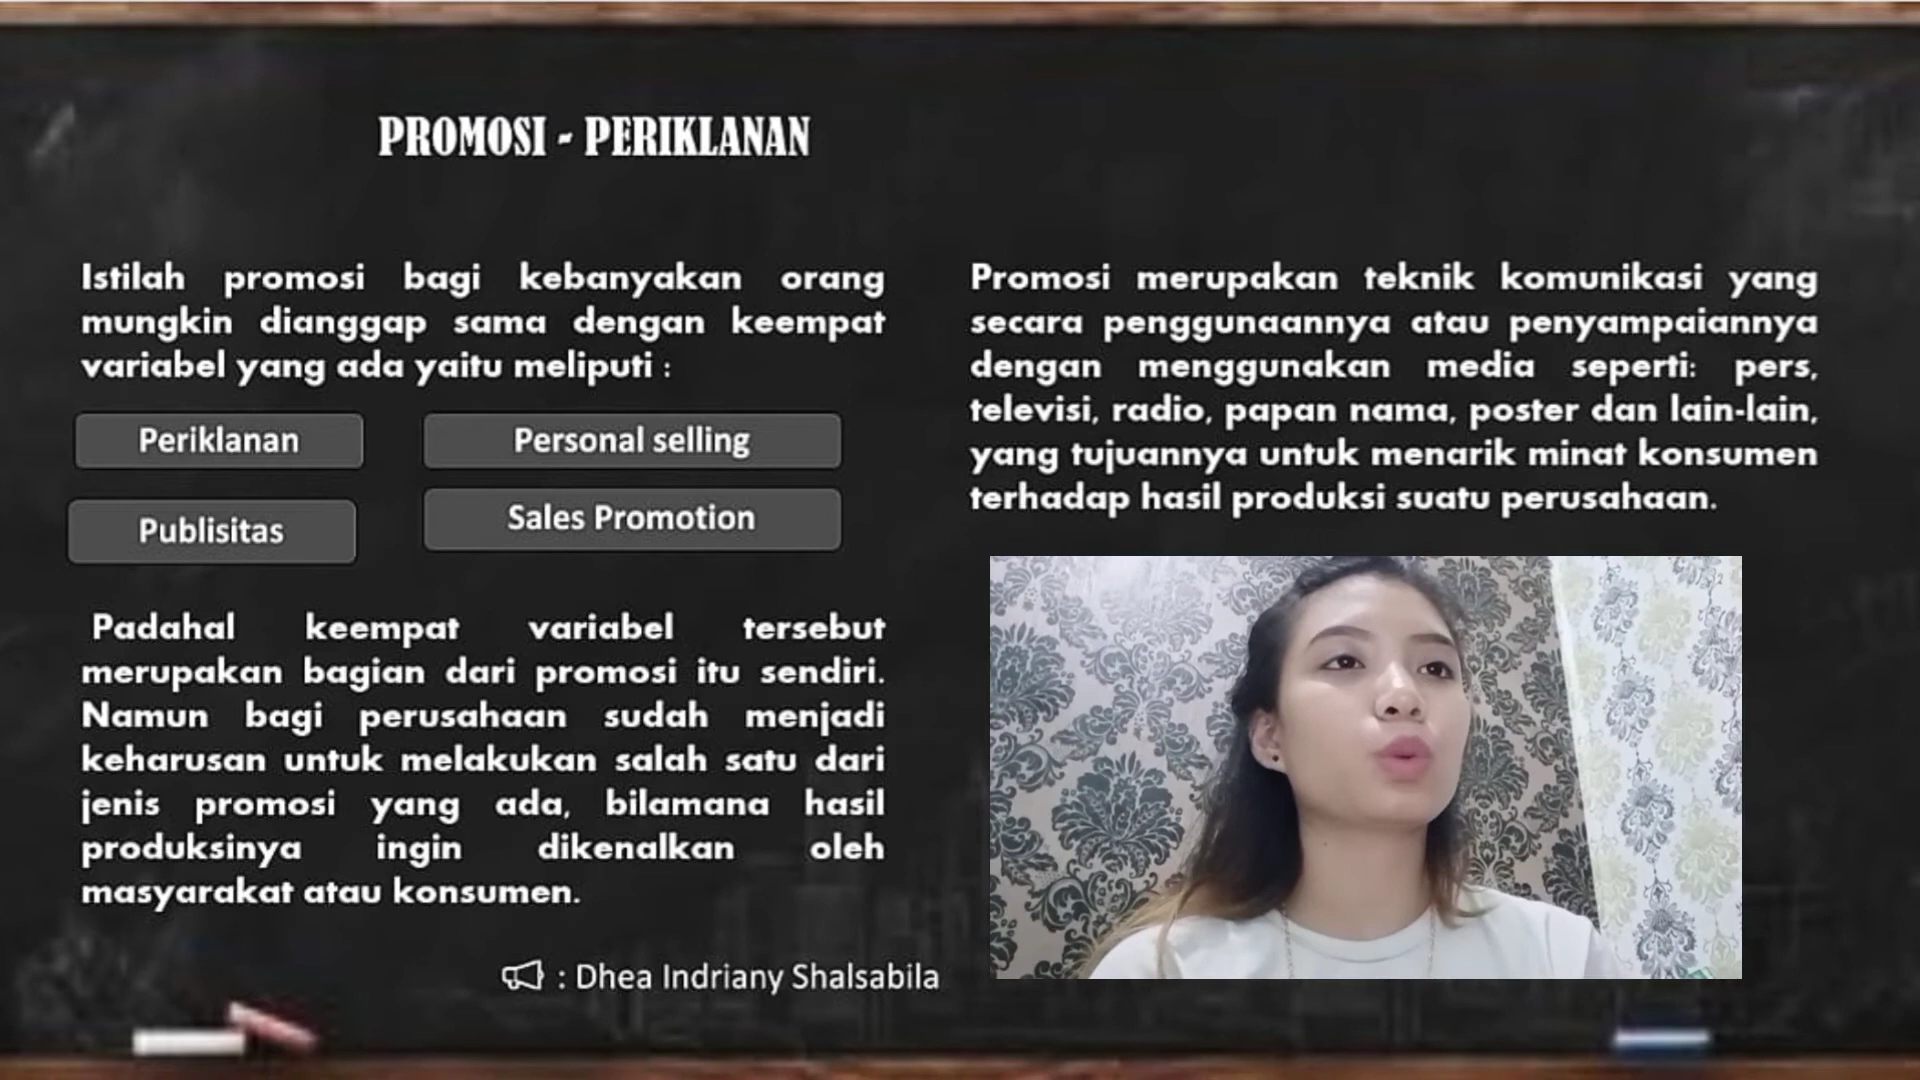 PROMOSI - PERIKLANAN
Istilah promosi bagi kebanyakan orang
mungkin dianggap sama dengan keempat
variabel yang ada yaitu meliputi :
Periklanan
Personal selling
Publisitas
Sales Promotion
Padahal keempat variabel tersebut
merupakan bagian dari promosi itu sendiri.
Namun bagi perusahaan sudah menjadi
keharusan untuk melakukan salah satu dari
jenis promosi yang ada, bilamana hasil
produksinya ingin dikenalkan oleh
masyarakat atau konsumen.
Promosi merupakan teknik komunikasi yang
secara penggunaannya atau penyampaiannya
dengan menggunakan media seperti: pers,
televisi, radio, papan nama, poster dan lain-lain,
yang tujuannya untuk menarik minat konsumen
terhadap hasil produksi suatu perusahaan.
: Dhea Indriany Shalsabila